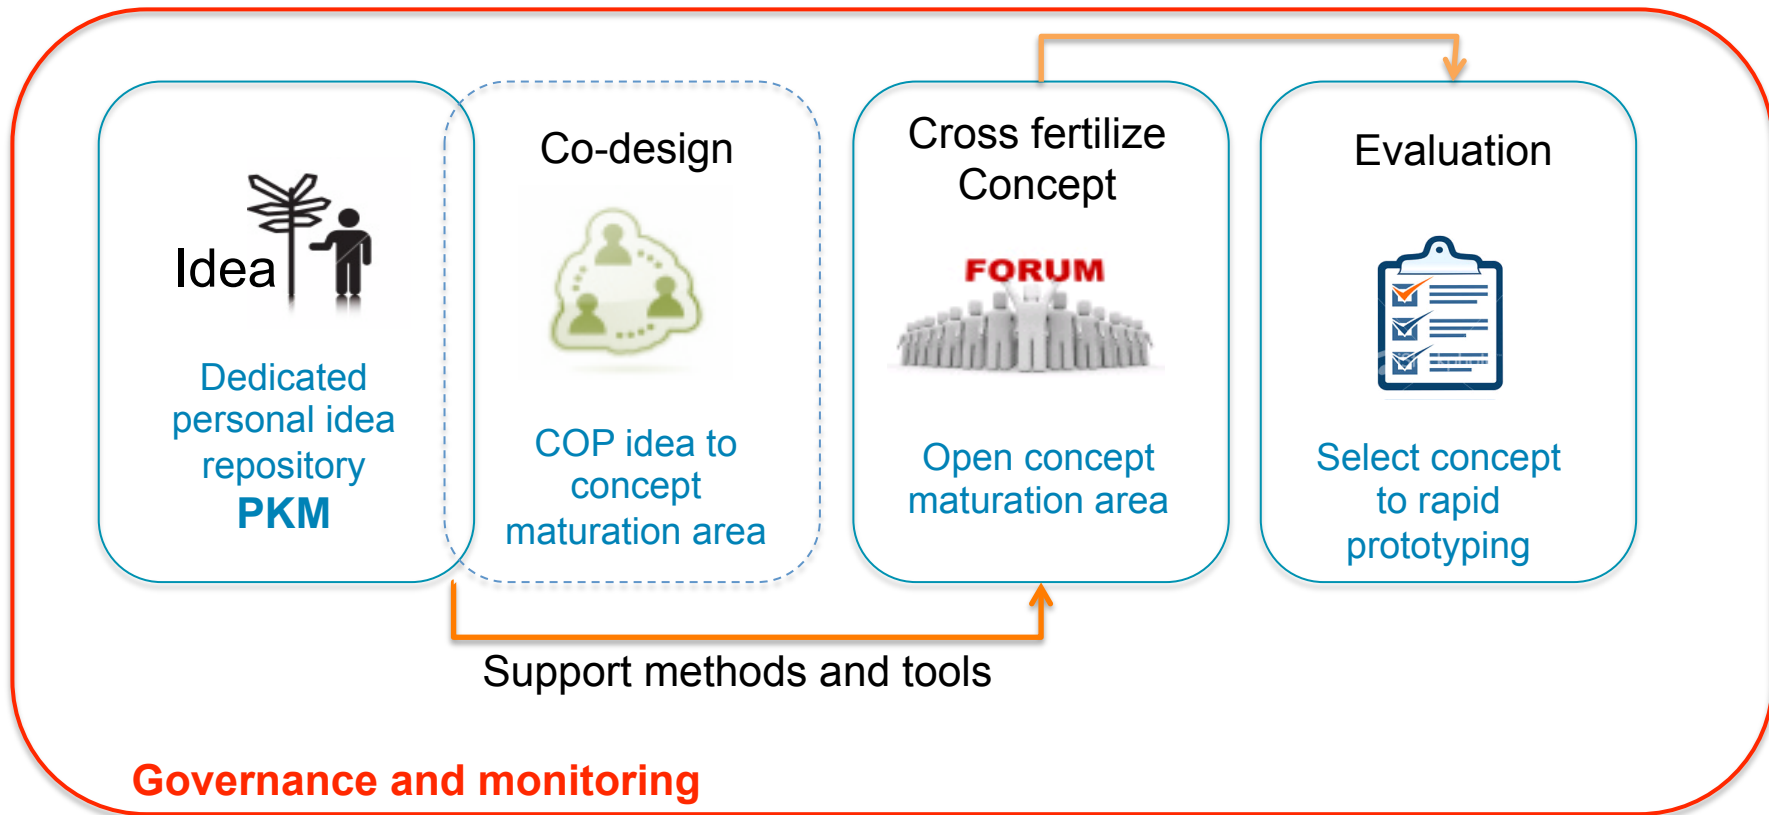 Idea
Dedicated
personal idea
repository
PKM
Co-design
COP idea to
concept
maturation area
Cross fertilize
Concept
FORUM
Open concept
maturation area
Evaluation
Select concept
to rapid
prototyping
Support methods and tools
Governance and monitoring